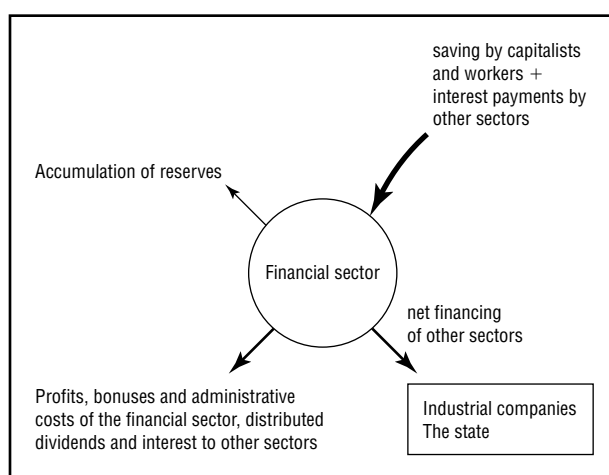 saving by capitalists
and workers +
interest payments by
other sectors
Accumulation of reserves
Financial sector
net financing
of other sectors
Profits, bonuses and administrative
costs of the financial sector, distributed
dividends and interest to other sectors
Industrial companies
The state